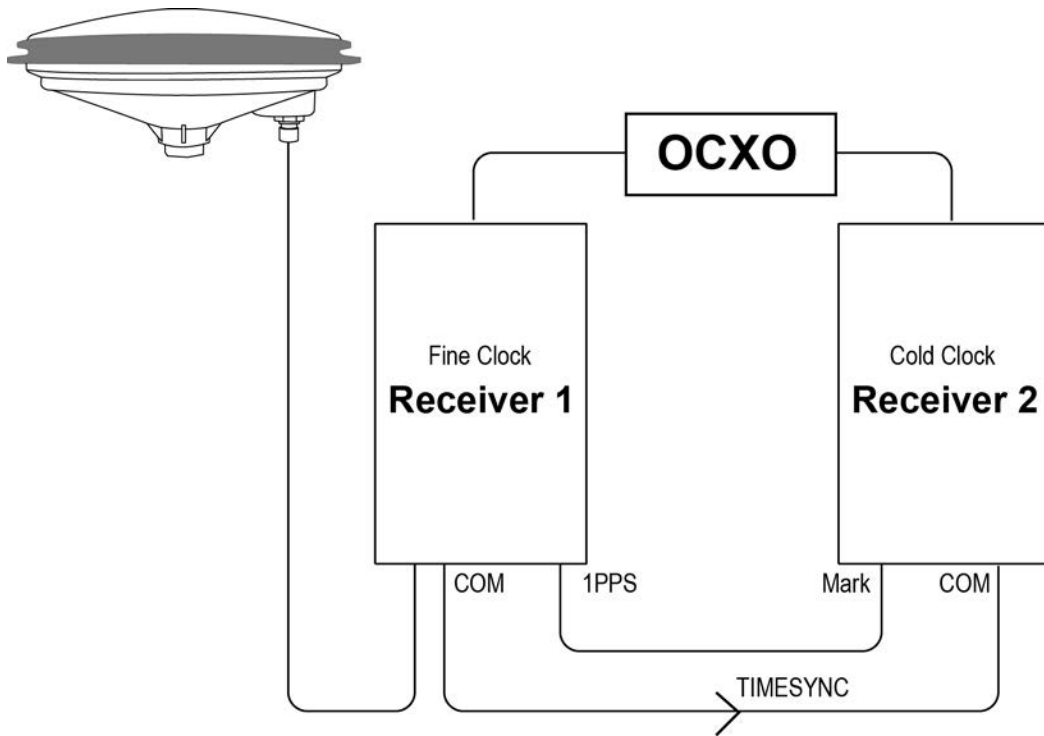 OCXO
Fine Clock
Receiver 1
Cold Clock
Receiver 2
COM
1PPS
Mark
COM
TIMESYNC